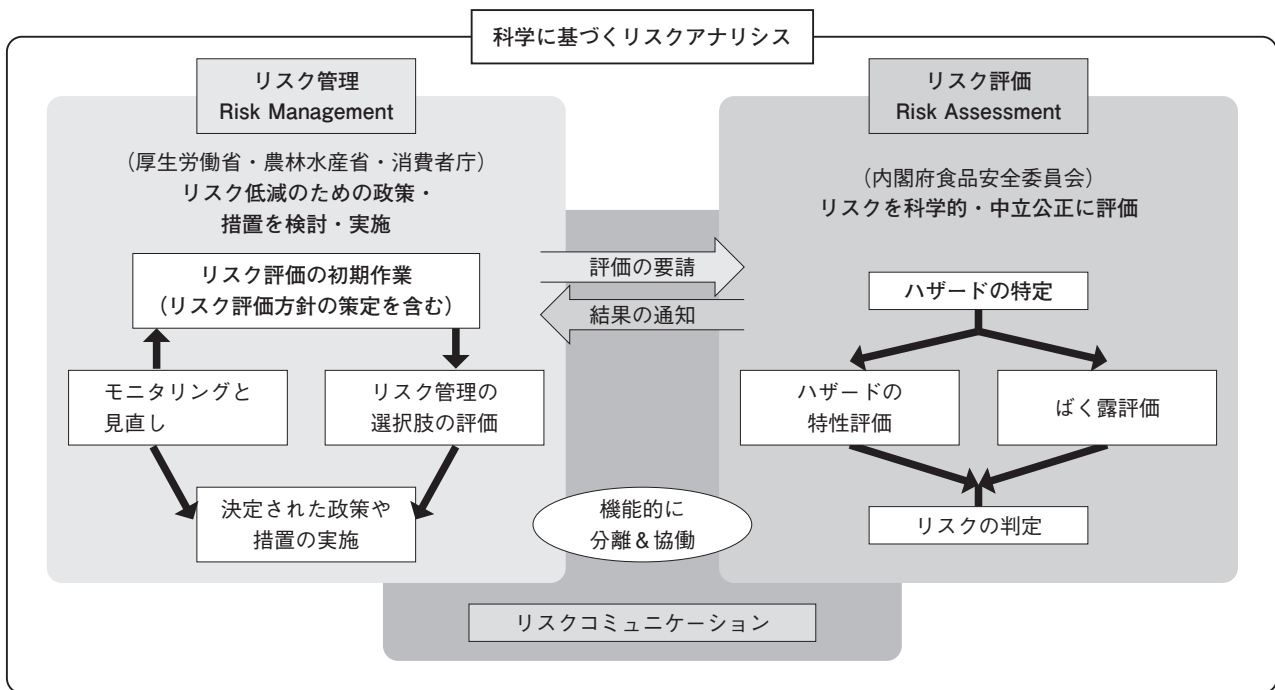 科学に基づくリスクアナリシス
リスク管理
Risk Management
(厚生労働省・農林水産省・消費者庁)
リスク低減のための政策・
措置を検討・実施
リスク評価の初期作業
(リスク評価方針の策定を含む)
モニタリングと
見直し
リスク管理の
選択肢の評価
決定された政策や
措置の実施
評価の要請
結果の通知
機能的に
分離&協働
リスク評価
Risk Assessment
(内閣府食品安全委員会)
リスクを科学的・中立公正に評価
ハザードの特定
ハザードの
特性評価
ばく露評価
リスクの判定
リスクコミュニケーション